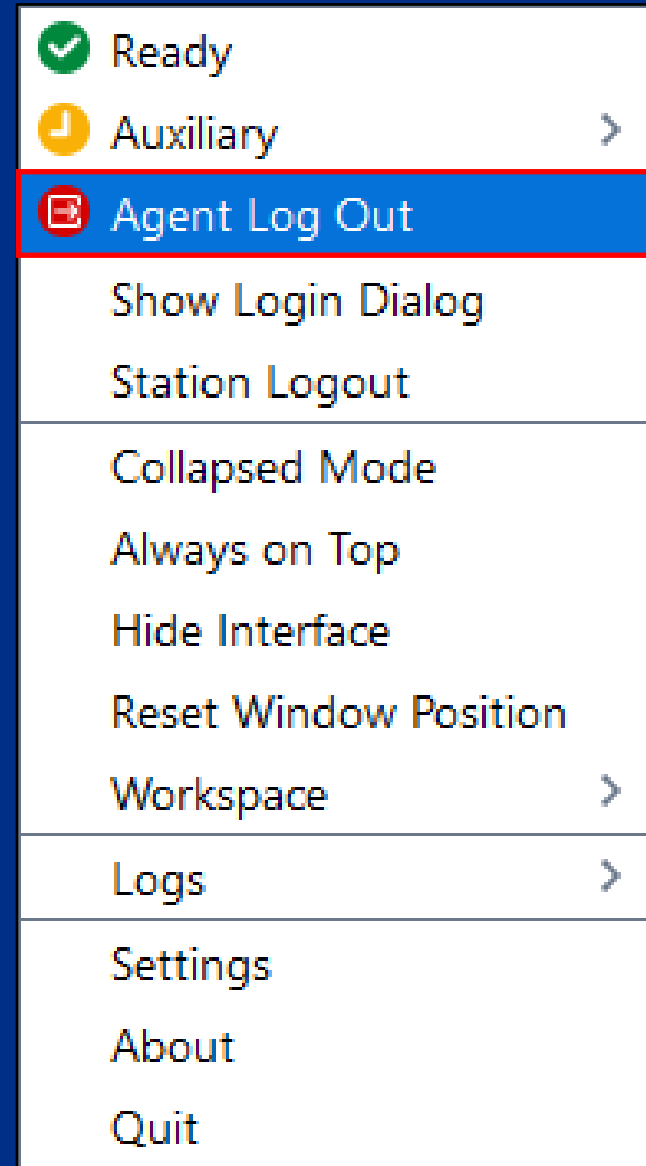 Ready
Auxiliary
Agent Log Out
Show Login Dialog
Station Logout
Collapsed Mode
Always on Top
Hide Interface
Reset Window Position
Workspace
Logs
Settings
About
Quit